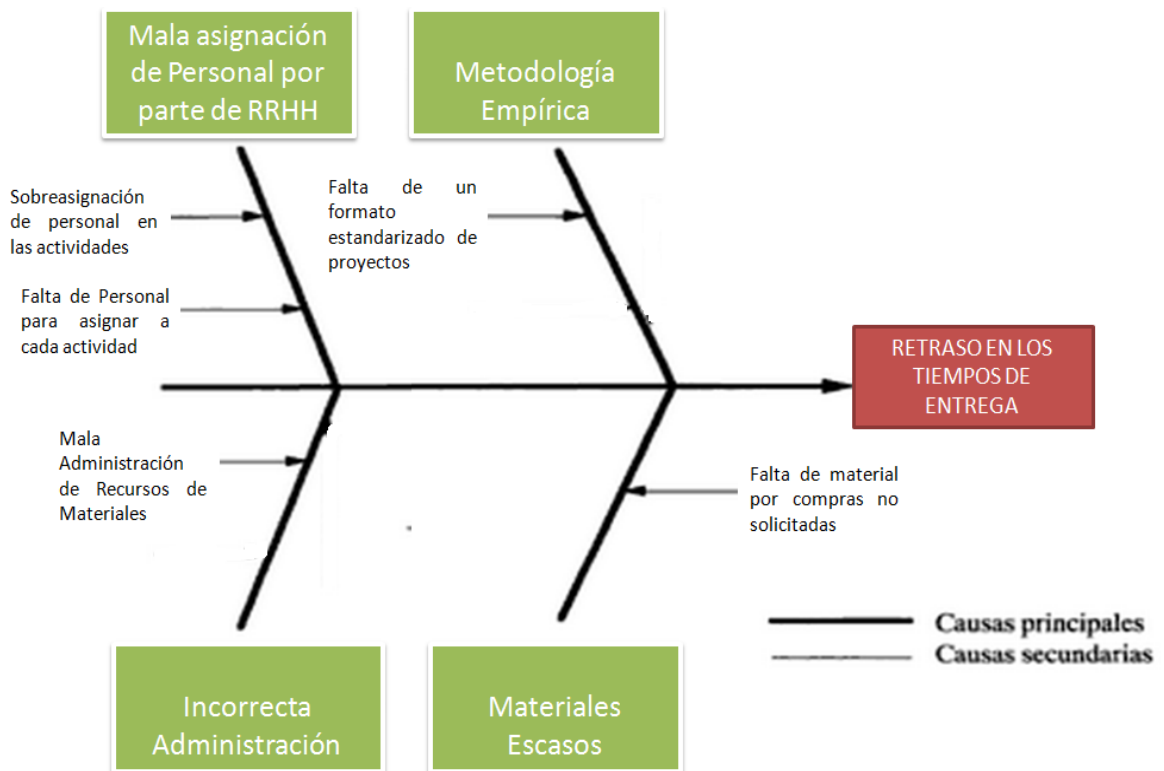 Mala asignación
de Personal por
parte de RRHH
Metodología
Empírica
Sobreasignación
de personal en
las actividades
Falta de un
formato
estandarizado de
proyectos
Falta de Personal
para asignar a
cada actividad
RETRASO EN LOS
TIEMPOS DE
ENTREGA
Mala
Administración
de Recursos de
Materiales
Falta de material
por compras no
solicitadas
Causas principales
Causas secundarias
Incorrecta
Administración
Materiales
Escasos